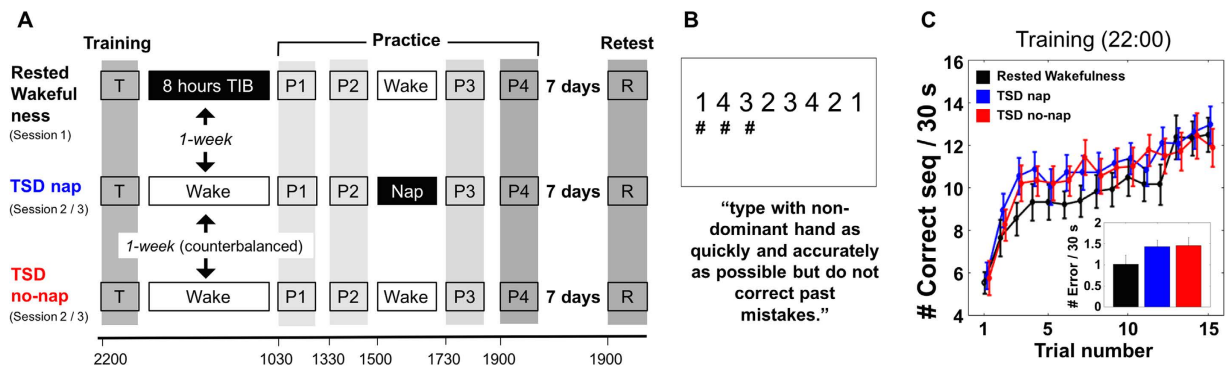 A
Training
Practice
Retest
Rested
Wakeful
ness
(Session 1)
T
8 hours TIB
P1
P2
Wake
P3
P4
7 days
R
1-week
TSD nap
(Session 2 / 3)
T
Wake
P1
P2
Nap
P3
P4
7 days
R
1-week (counterbalanced)
TSD
no-nap
(Session 2 / 3)
T
Wake
P1
P2
Wake
P3
P4
7 days
R
2200
1030
1330
1500
1730
1900
1900
B
1 4 3 2 3 4 2 1
# # #
“type with non-
dominant hand as
quickly and accurately
as possible but do not
correct past
mistakes.”
C
Training (22:00)
Rested Wakefulness
TSD nap
TSD no-nap
# Correct seq / 30 s
16
14
12
10
8
6
4
# Error / 30 s
2
1.5
1
0.5
0
1
5
10
15
Trial number